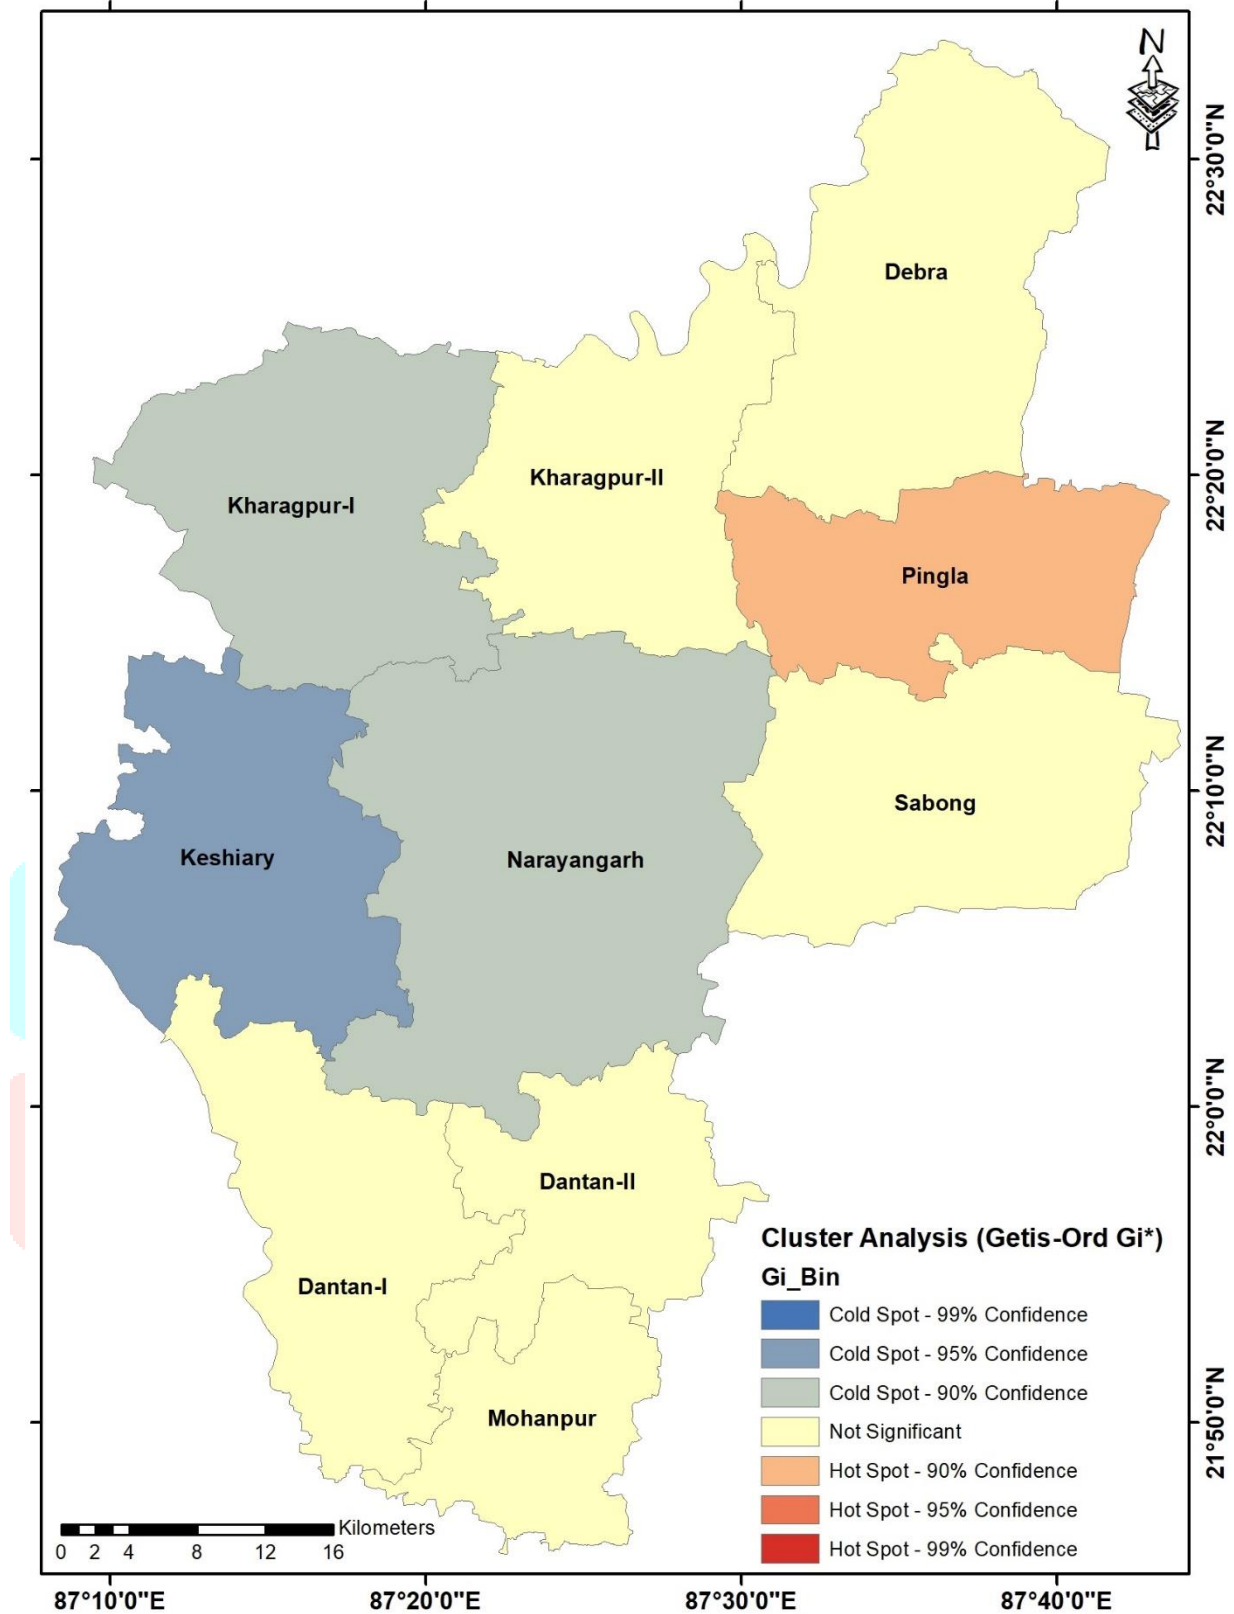 N
22°30'0"N
Debra
Kharagpur-I
Kharagpur-II
22°20'0"N
Pingla
22°10'0"N
Sabong
Keshiary
Narayangarh
22°0'0"N
Dantan-II
Dantan-I
Mohanpur
21°50'0"N
Cluster Analysis (Getis-Ord Gi*)
Gi_Bin
Cold Spot - 99% Confidence
Cold Spot - 95% Confidence
Cold Spot - 90% Confidence
Not Significant
Hot Spot - 90% Confidence
Hot Spot - 95% Confidence
Hot Spot - 99% Confidence
Kilometers
0 2 4 8 12 16
87°10'0"E 87°20'0"E 87°30'0"E 87°40'0"E